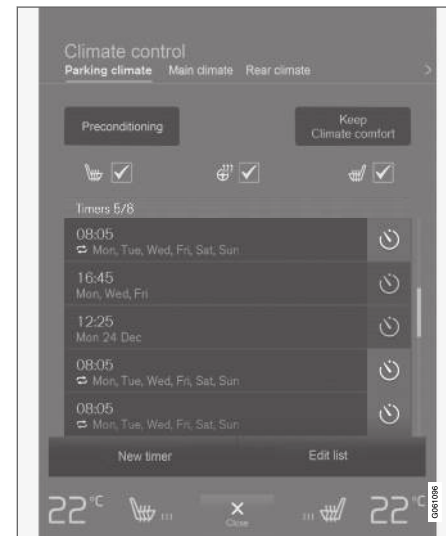 Climate control
Parking climate Main climate Rear climate >
Preconditioning
Keep
Climate comfort
Timers 5/8
08:05
Mon, Tue, Wed, Fri, Sat, Sun
16:45
Mon, Wed, Fri
12:25
Mon 24 Dec
08:05
Mon, Tue, Wed, Fri, Sat, Sun
08:05
Mon, Tue, Wed, Fri, Sat, Sun
New timer Edit list
22°C 22°C
Close
G061096